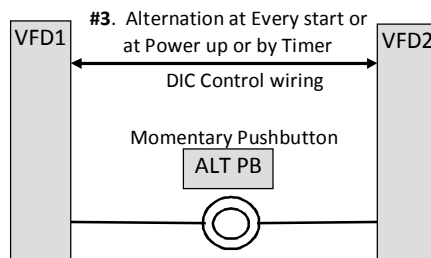 #3. Alternation at Every start or
at Power up or by Timer
VFD1
VFD2
DIC Control wiring
Momentary Pushbutton
ALT PB